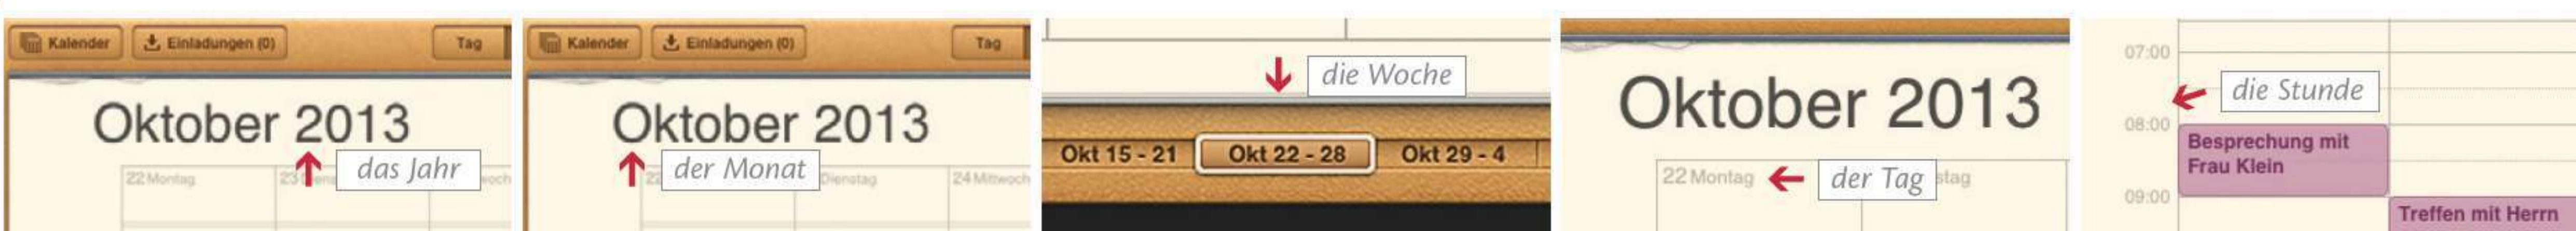 Kalender
Einladungen (0)
Tag
Oktober 2013
das Jahr
22 Montag
23
Kalender
Einladungen (0)
Tag
Oktober 2013
der Monat
Dienstag
24 Mittwoch
die Woche
Okt 15 - 21
Okt 22 - 28
Okt 29 - 4
Oktober 2013
22 Montag
der Tag
stag
07:00
die Stunde
08:00
Besprechung mit
Frau Klein
09:00
Treffen mit Herrn